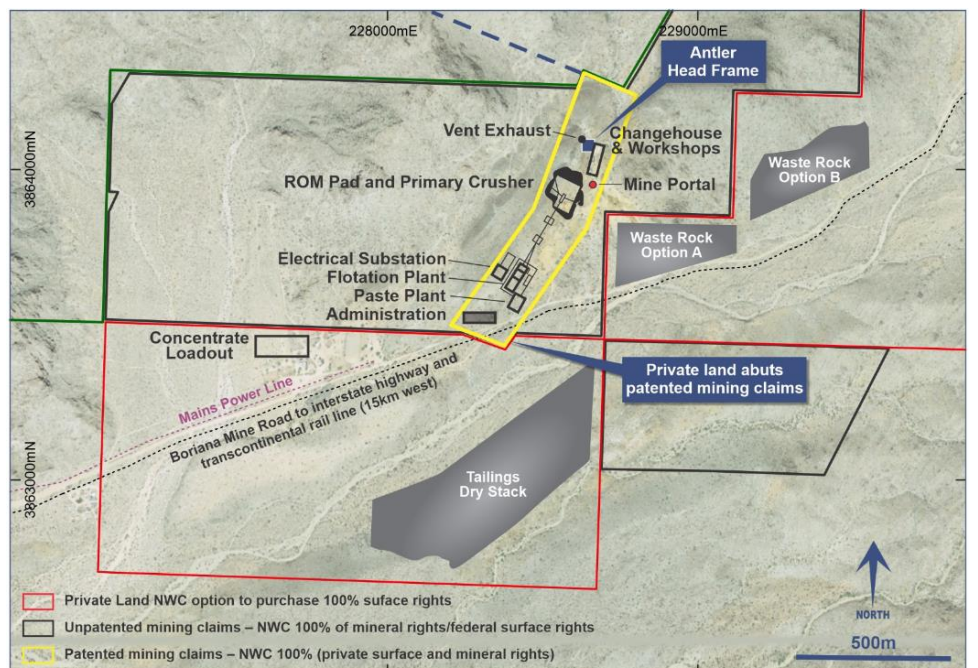 228000mE
229000mE
Antler
Head Frame
Vent Exhaust
Changehouse
& Workshops
3864000mN
Waste Rock
Option B
ROM Pad and Primary Crusher
Mine Portal
Waste Rock
Option A
Electrical Substation
Flotation Plant
Paste Plant
Administration
Concentrate
Loadout
Private land abuts
patented mining claims
Mains Power Line
Boriana Mine Road to interstate highway and
transcontinental rail line (15km west)
3863000mN
Tailings
Dry Stack
Private Land NWC option to purchase 100% suface rights
Unpatented mining claims – NWC 100% of mineral rights/federal surface rights
Patented mining claims – NWC 100% (private surface and mineral rights)
NORTH
500m